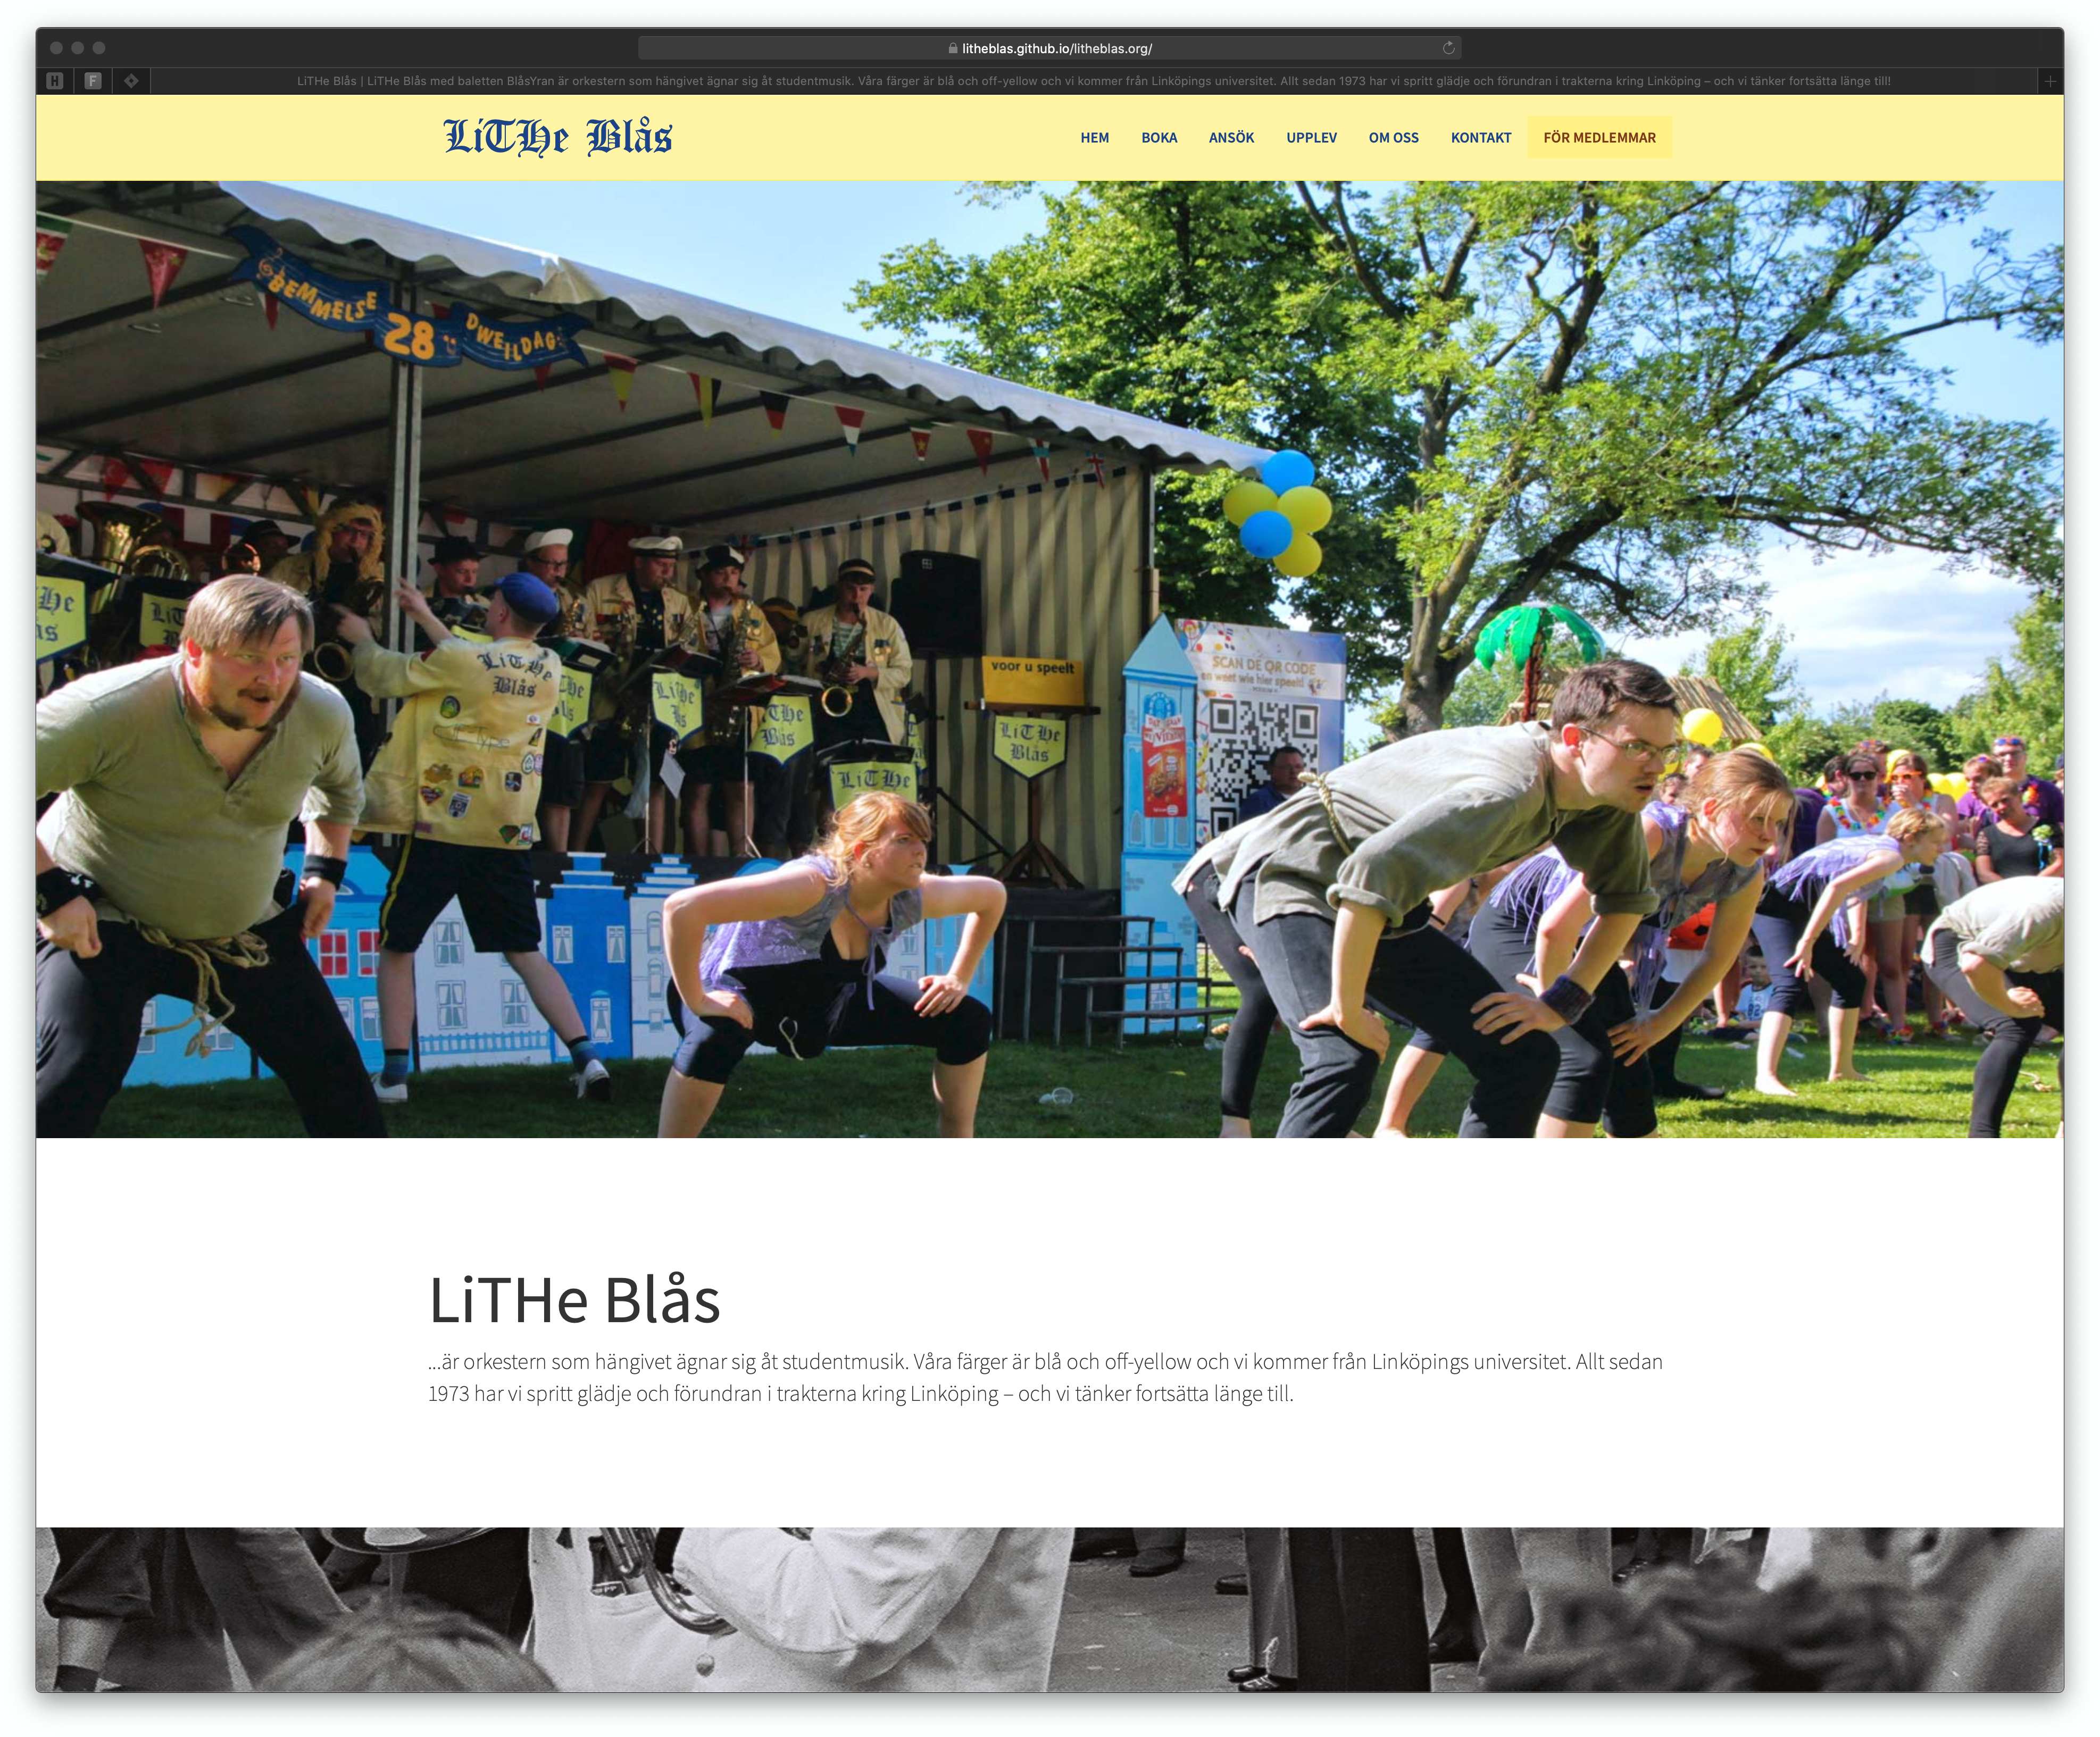 litheblas.github.io/litheblas.org/
H
F
LiTHe Blås | LiTHe Blås med baletten BlåsYran är orkestern som hängivet ägnar sig åt studentmusik. Våra färger är blå och off-yellow och vi kommer från Linköpings universitet. Allt sedan 1973 har vi spritt glädje och förundran i trakterna kring Linköping – och vi tänker fortsätta länge till!
LiTHe Blås
HEM
BOKA
ANSÖK
UPPLEV
OM OSS
KONTAKT
FÖR MEDLEMMAR
BEMMELSE
28
DWEILDAG
LiTHe
Blås
voor u speelt
SCAN DE QR CODE
en weet wie hier speelt
LiTHe
Blås
LiTHe
LiTHe Blås
...är orkestern som hängivet ägnar sig åt studentmusik. Våra färger är blå och off-yellow och vi kommer från Linköpings universitet. Allt sedan
1973 har vi spritt glädje och förundran i trakterna kring Linköping – och vi tänker fortsätta länge till.